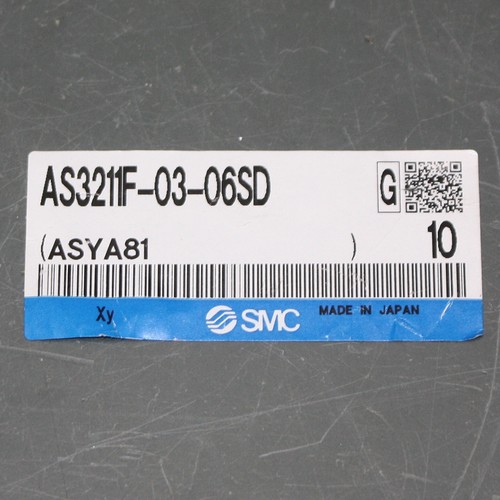 AS3211F-03-06SD
G
(ASYA81 )
10
Xy
SMC
MADE IN JAPAN